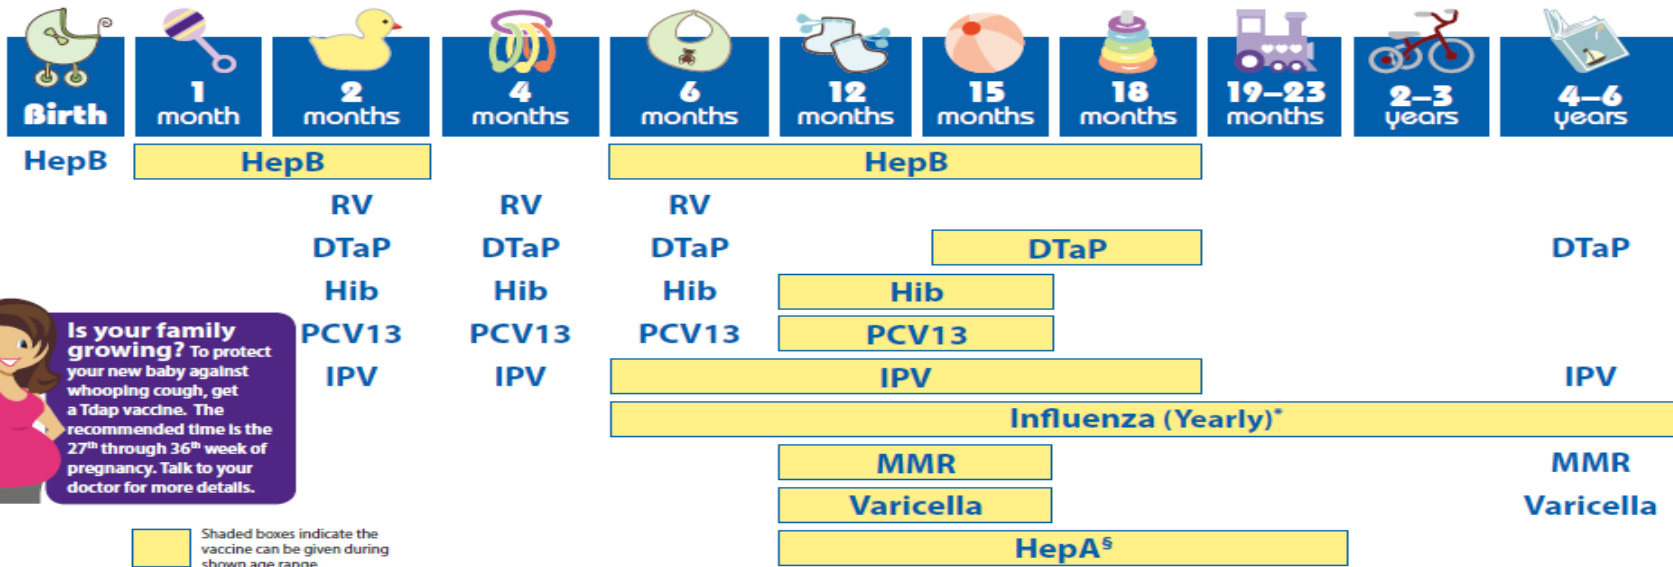 Birth
1 month
2 months
4 months
6 months
12 months
15 months
18 months
19–23 months
2–3 years
4–6 years
HepB HepB HepB
RV RV RV
DTaP DTaP DTaP DTaP DTaP
Hib Hib Hib Hib
PCV13 PCV13 PCV13 PCV13
IPV IPV IPV IPV
Influenza (Yearly)*
MMR MMR
Varicella Varicella
HepA§
Is your family
growing? To protect
your new baby against
whooping cough, get
a Tdap vaccine. The
recommended time is the
27th through 36th week of
pregnancy. Talk to your
doctor for more details.
Shaded boxes indicate the
vaccine can be given during
shown age range